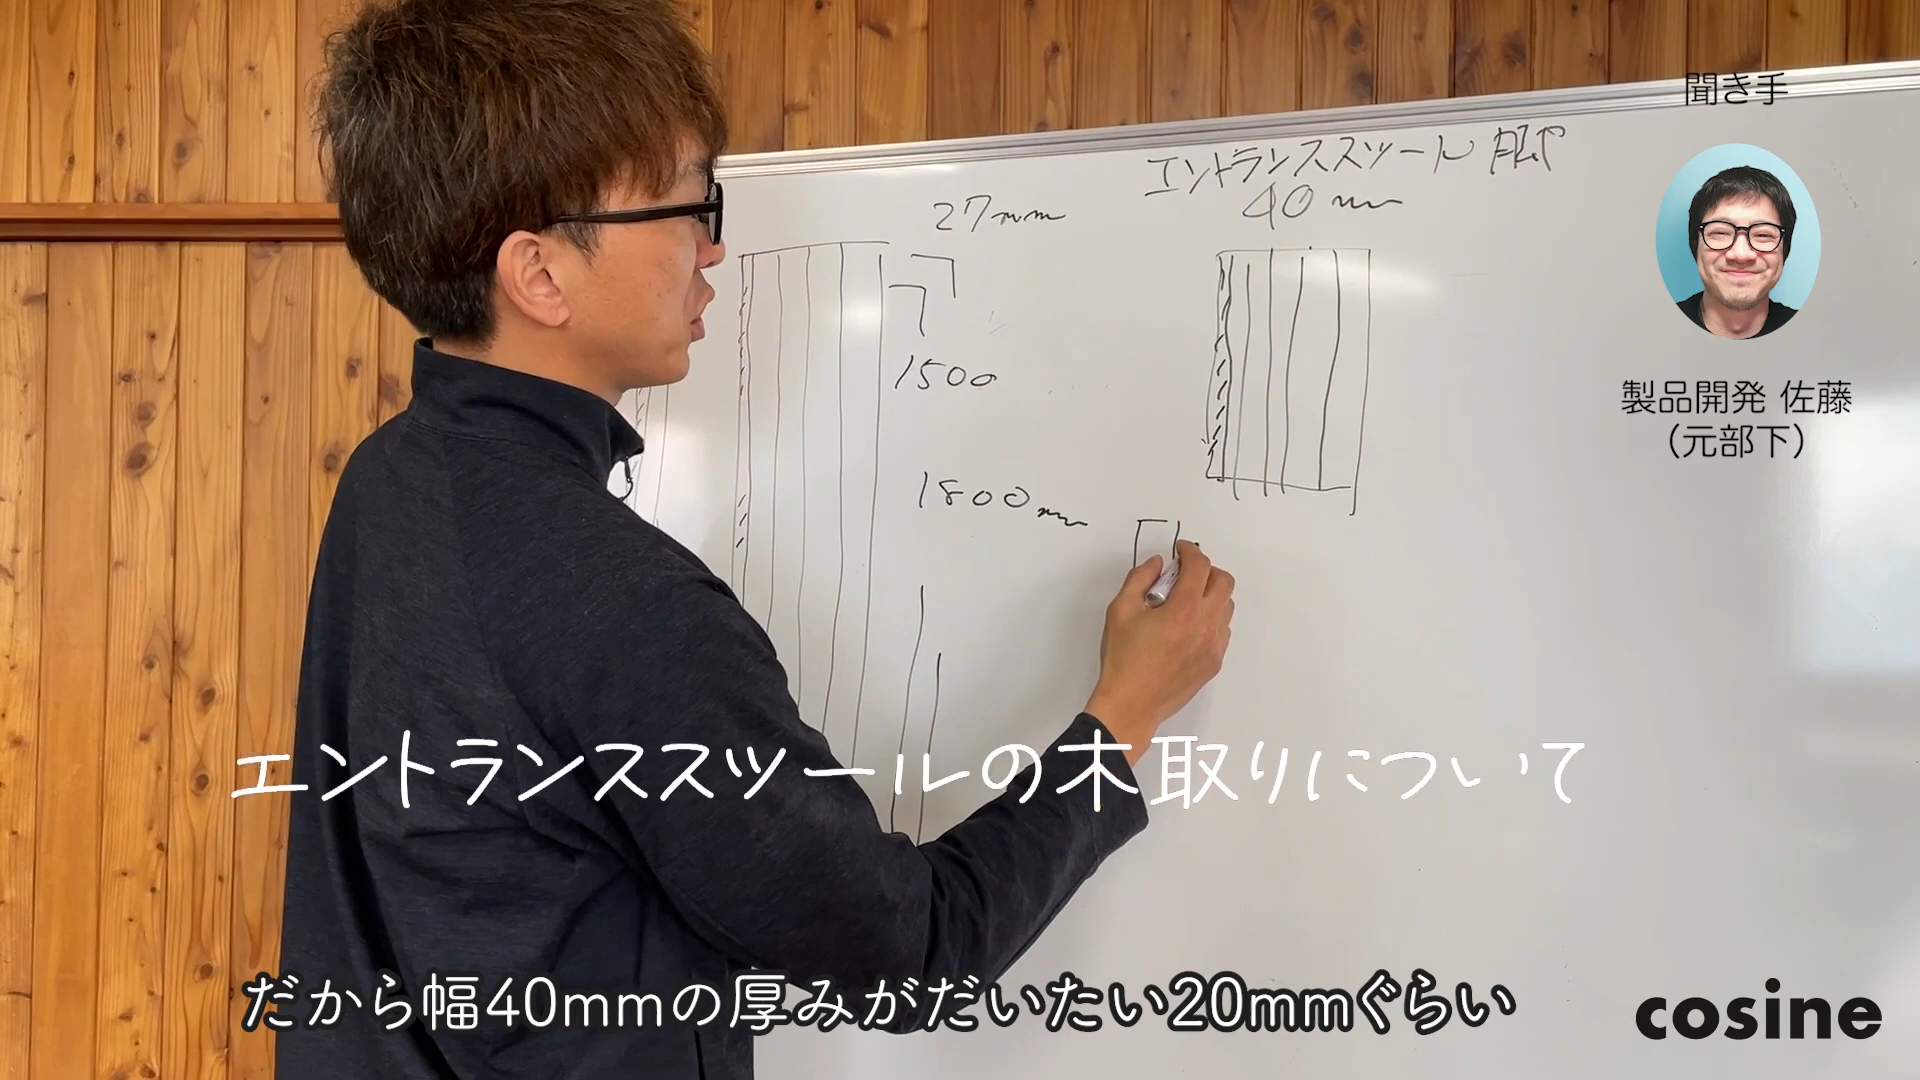 聞き手
エントランススツール 脚
40 mm
27mm
1500
1800mm
製品開発 佐藤
（元部下）
エントランススツールの木取りについて
だから幅40mmの厚みがだいたい20mmぐらい
cosine